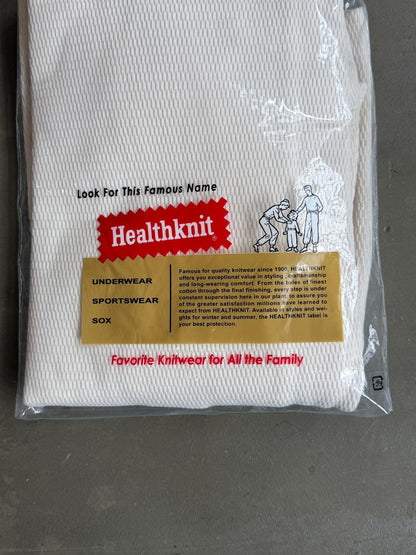 Look For This Famous Name
Healthknit®
UNDERWEAR
SPORTSWEAR
SOX
Famous for quality knitwear since 1900, HEALTHKNIT
offers you exceptional value in styling, craftsmanship
and long-wearing comfort. From the bales of finest
cotton through the final finishing, every step is under
constant supervision here in our plant, to assure you
of the greatest satisfaction millions have learned to
expect from HEALTHKNIT. Available in styles and wei-
ghts for winter and summer, the HEALTHKNIT label is
your best protection.
Favorite Knitwear for All the Family